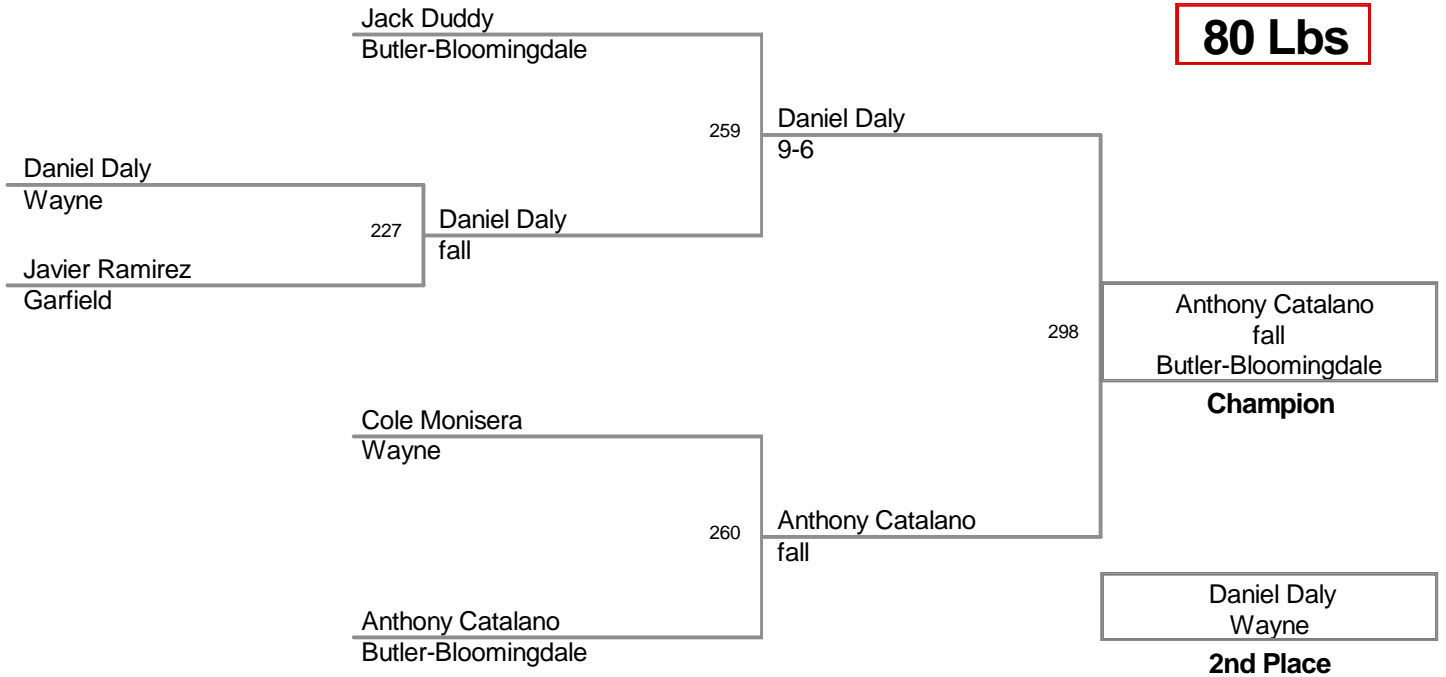 Jack Duddy
Butler-Bloomingdale
80 Lbs
259
Daniel Daly
9-6
Daniel Daly
Wayne
227
Daniel Daly
fall
Javier Ramirez
Garfield
298
Anthony Catalano
fall
Butler-Bloomingdale
Champion
Cole Monisera
Wayne
260
Anthony Catalano
fall
Anthony Catalano
Butler-Bloomingdale
Daniel Daly
Wayne
2nd Place